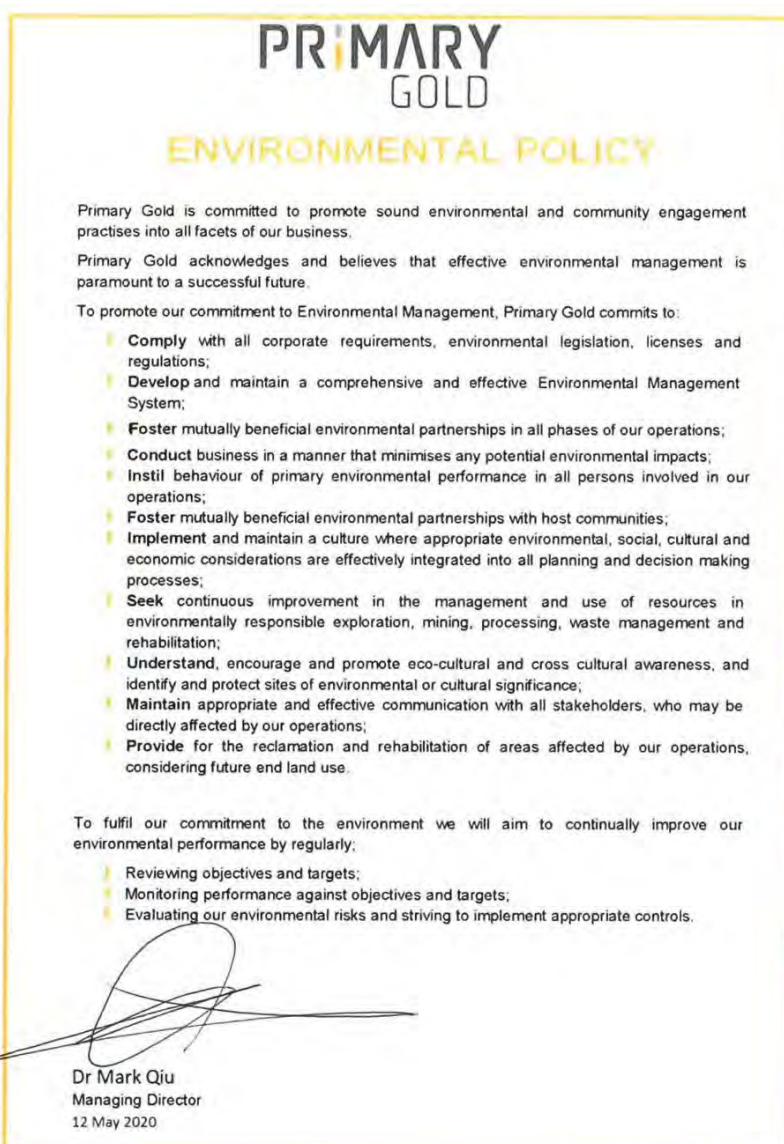 PRiMARY
GOLD
ENVIRONMENTAL POLICY
Primary Gold is committed to promote sound environmental and community engagement
practises into all facets of our business.
Primary Gold acknowledges and believes that effective environmental management is
paramount to a successful future.
To promote our commitment to Environmental Management, Primary Gold commits to:
Comply with all corporate requirements, environmental legislation, licenses and
regulations;
Develop and maintain a comprehensive and effective Environmental Management
System;
Foster mutually beneficial environmental partnerships in all phases of our operations;
Conduct business in a manner that minimises any potential environmental impacts;
Instil behaviour of primary environmental performance in all persons involved in our
operations;
Foster mutually beneficial environmental partnerships with host communities;
Implement and maintain a culture where appropriate environmental, social, cultural and
economic considerations are effectively integrated into all planning and decision making
processes;
Seek continuous improvement in the management and use of resources in
environmentally responsible exploration, mining, processing, waste management and
rehabilitation;
Understand, encourage and promote eco-cultural and cross cultural awareness, and
identify and protect sites of environmental or cultural significance;
Maintain appropriate and effective communication with all stakeholders, who may be
directly affected by our operations;
Provide for the reclamation and rehabilitation of areas affected by our operations,
considering future end land use.
To fulfil our commitment to the environment we will aim to continually improve our
environmental performance by regularly;
Reviewing objectives and targets;
Monitoring performance against objectives and targets;
Evaluating our environmental risks and striving to implement appropriate controls.
Dr Mark Qiu
Managing Director
12 May 2020